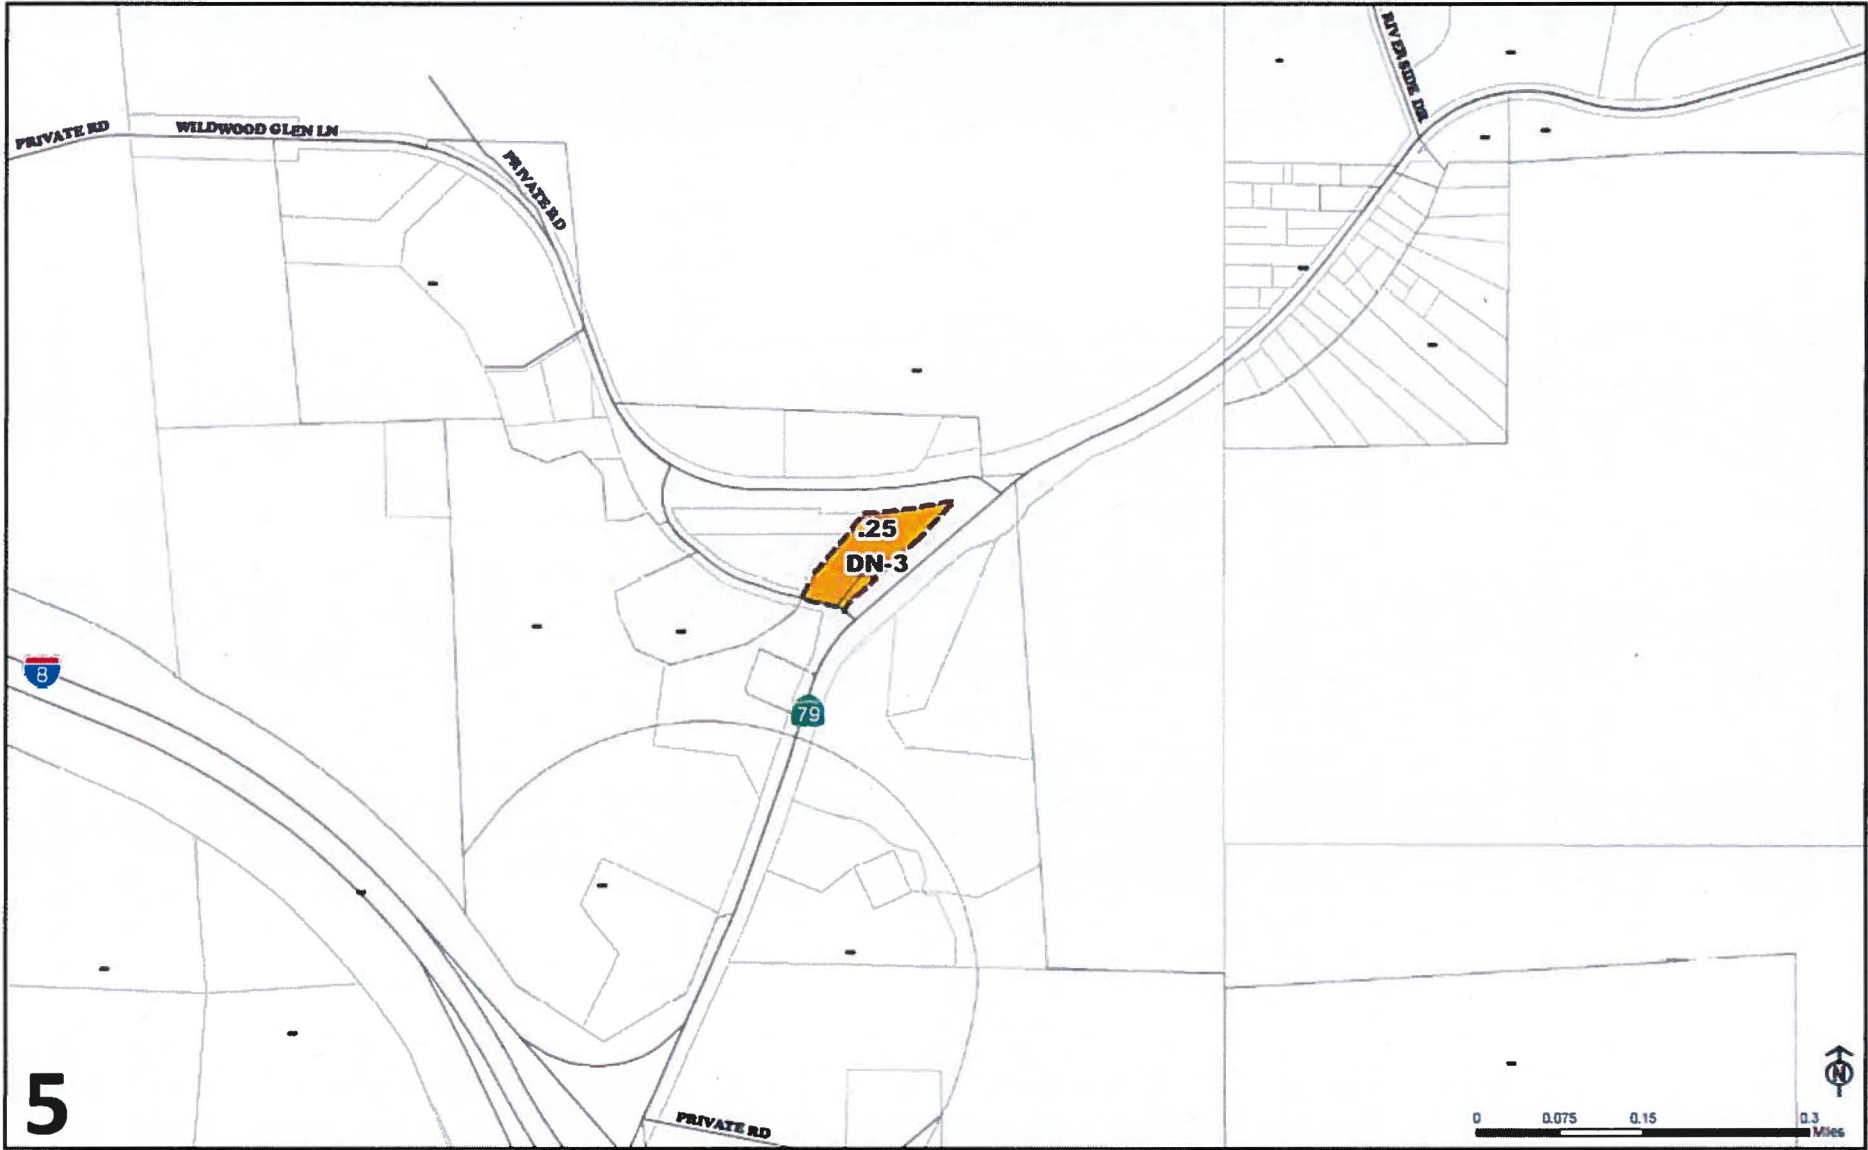 RIVERSIDE DR
PRIVATE RD
WILDWOOD GLEN LN
PRIVATE RD
.25
DN-3
8
79
5
PRIVATE RD
N
0 0.075 0.15 0.3
Miles